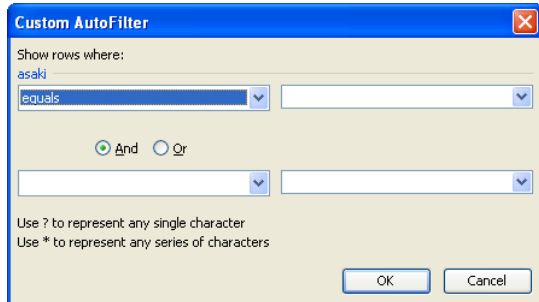 Custom AutoFilter
Show rows where:
asaki
equals
And Or
Use ? to represent any single character
Use * to represent any series of characters
OK Cancel